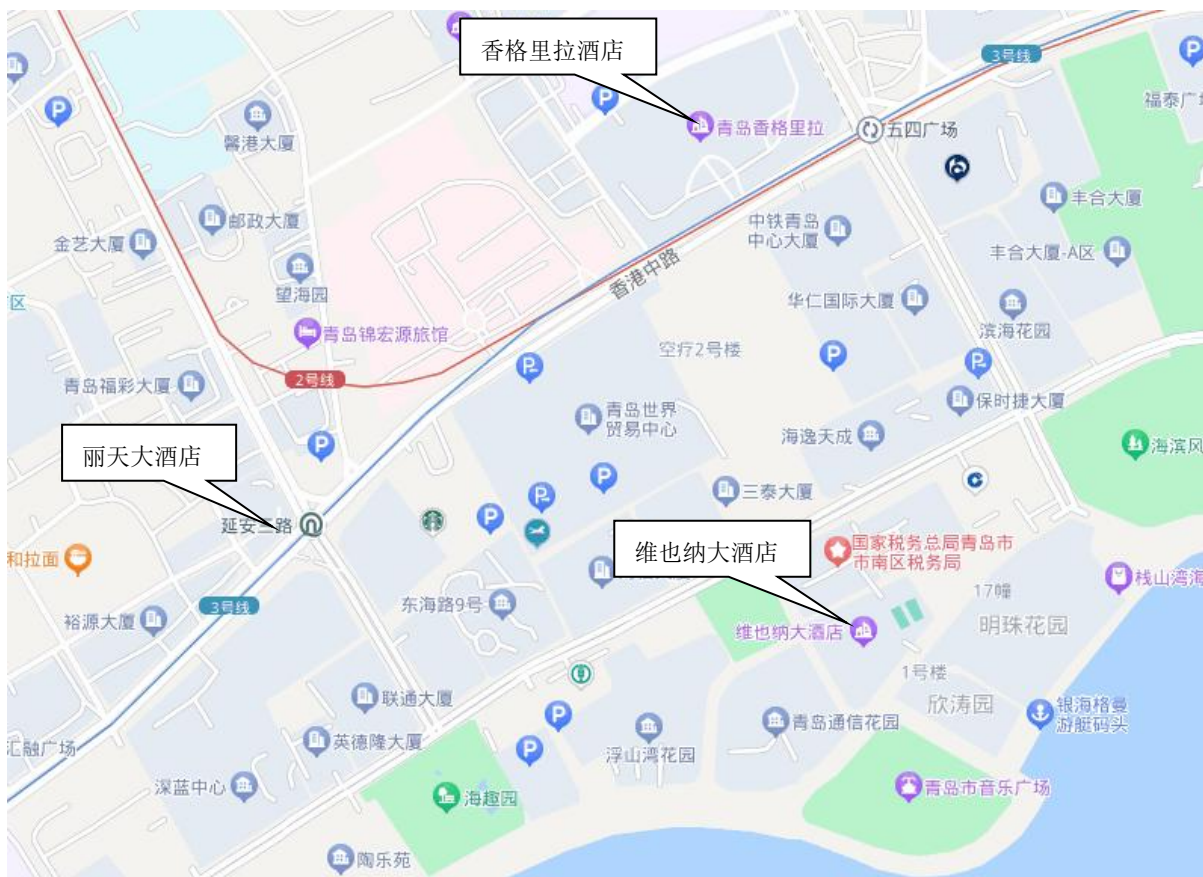 香格里拉酒店
3号线
福泰广
青岛香格里拉
五四广场
馨港大厦
丰合大厦
邮政大厦
中铁青岛
中心大厦
金艺大厦
丰合大厦-A区
香港中路
望海园
华仁国际大厦
区
滨海花园
青岛锦宏源旅馆
空疗2号楼
2号线
青岛福彩大厦
青岛世界
贸易中心
保时捷大厦
海逸天成
海滨风
丽天大酒店
三泰大厦
延安三路
维也纳大酒店
国家税务总局青岛市
市南区税务局
和拉面
栈山湾海
17幢
3号线
东海路9号
裕源大厦
明珠花园
维也纳大酒店
1号楼
联通大厦
欣涛园
银海格曼
游艇码头
青岛通信花园
英德隆大厦
汇融广场
浮山湾花园
深蓝中心
青岛市音乐广场
海趣园
陶乐苑